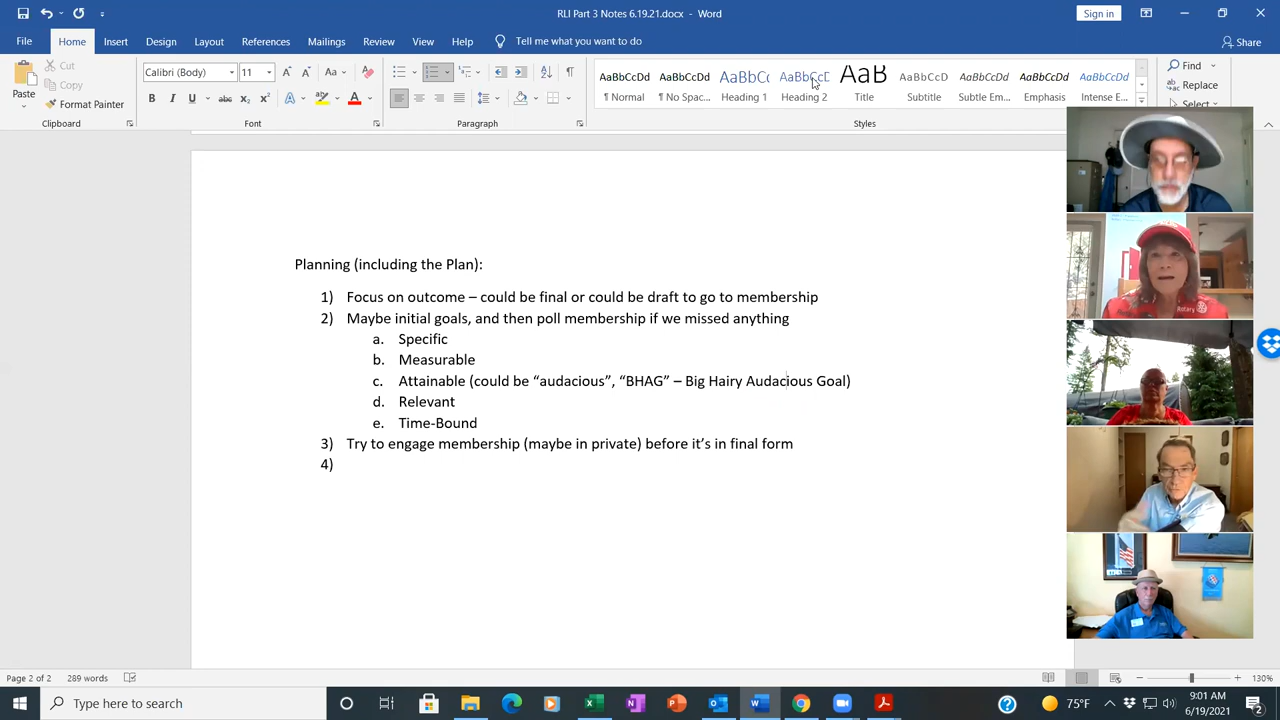 RLI Part 3 Notes 6.19.21.docx - Word
Sign in
File Home Insert Design Layout References Mailings Review View Help Tell me what you want to do Share
Paste
Cut
Copy
Format Painter
Calibri (Body) 11
AaBbCcDd AaBbCcDd AaBbCc AaBbCcD AaB AaBbCcD AaBbCcDd AaBbCcDd AaBbCcDd
¶ Normal ¶ No Spac... Heading 1 Heading 2 Title Subtitle Subtle Em... Emphasis Intense E...
Find
Replace
Select
Clipboard Font Paragraph Styles
Planning (including the Plan):
1) Focus on outcome – could be final or could be draft to go to membership
2) Maybe initial goals, and then poll membership if we missed anything
a. Specific
b. Measurable
c. Attainable (could be “audacious”, “BHAG” – Big Hairy Audacious Goal)
d. Relevant
e. Time-Bound
3) Try to engage membership (maybe in private) before it’s in final form
4)
Rotary
Page 2 of 2 289 words 130%
Type here to search
75°F
9:01 AM
6/19/2021
2